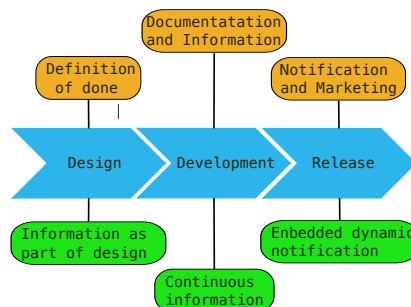 Documentatation
and Information
Definition
of done
Notification
and Marketing
Design
Development
Release
Information as
part of design
Enbedded dynamic
notification
Continuous
information